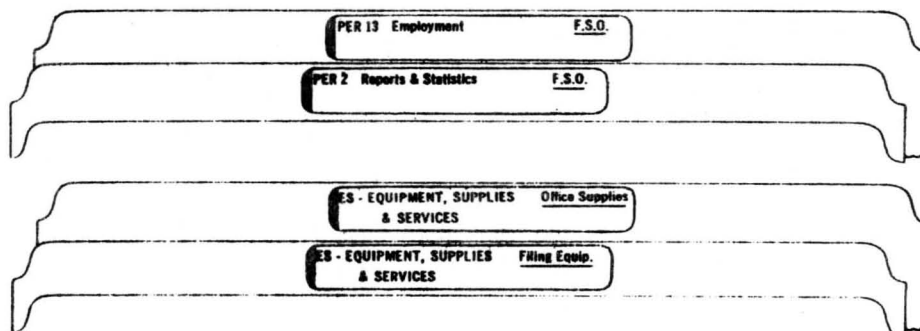 PER 13 Employment F.S.O.
PER 2 Reports & Statistics F.S.O.
ES - EQUIPMENT, SUPPLIES Office Supplies
& SERVICES
ES - EQUIPMENT, SUPPLIES Filing Equip.
& SERVICES